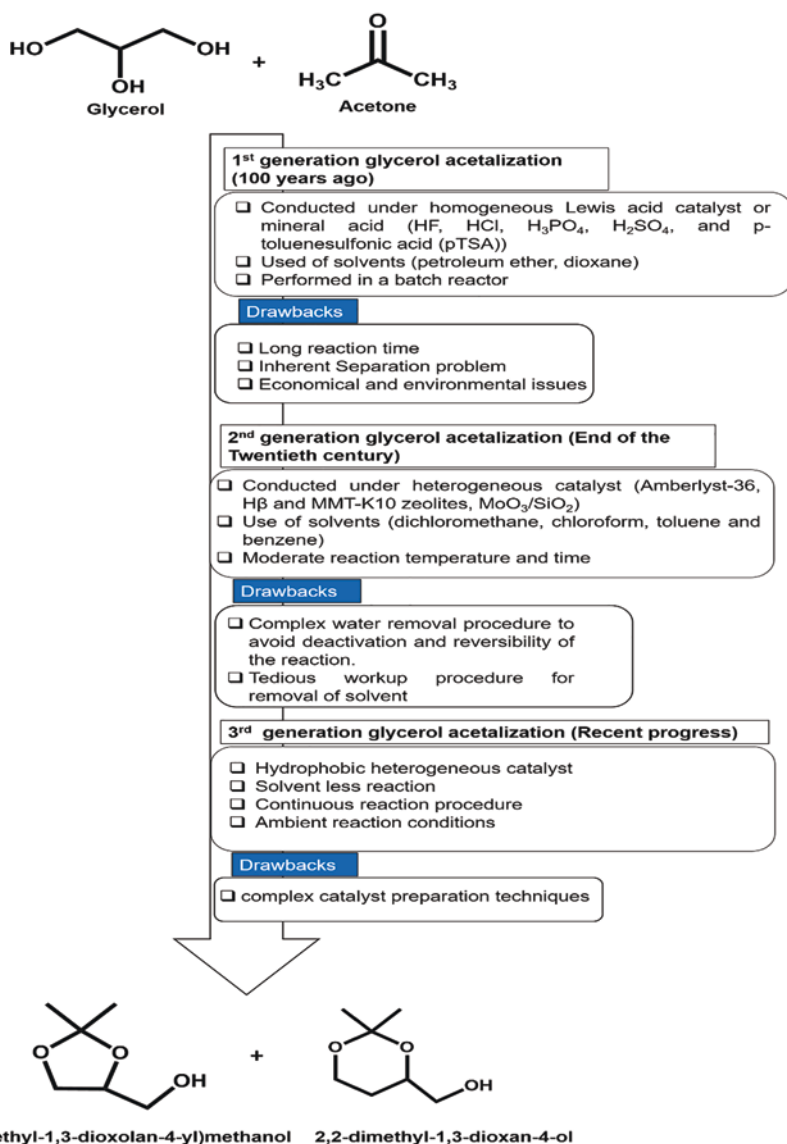 HO
OH
OH
Glycerol
+
O
H₃C
CH₃
Acetone
1st generation glycerol acetalization
(100 years ago)
❑ Conducted under homogeneous Lewis acid catalyst or
mineral acid (HF, HCl, H₃PO₄, H₂SO₄, and p-
toluenesulfonic acid (pTSA))
❑ Used of solvents (petroleum ether, dioxane)
❑ Performed in a batch reactor
Drawbacks
❑ Long reaction time
❑ Inherent Separation problem
❑ Economical and environmental issues
2nd generation glycerol acetalization (End of the
Twentieth century)
❑ Conducted under heterogeneous catalyst (Amberlyst-36,
Hβ and MMT-K10 zeolites, MoO₃/SiO₂)
❑ Use of solvents (dichloromethane, chloroform, toluene and
benzene)
❑ Moderate reaction temperature and time
Drawbacks
❑ Complex water removal procedure to
avoid deactivation and reversibility of
the reaction.
❑ Tedious workup procedure for
removal of solvent
3rd generation glycerol acetalization (Recent progress)
❑ Hydrophobic heterogeneous catalyst
❑ Solvent less reaction
❑ Continuous reaction procedure
❑ Ambient reaction conditions
Drawbacks
❑ complex catalyst preparation techniques
O
O
OH
+
O
O
OH
ethyl-1,3-dioxolan-4-yl)methanol
2,2-dimethyl-1,3-dioxan-4-ol